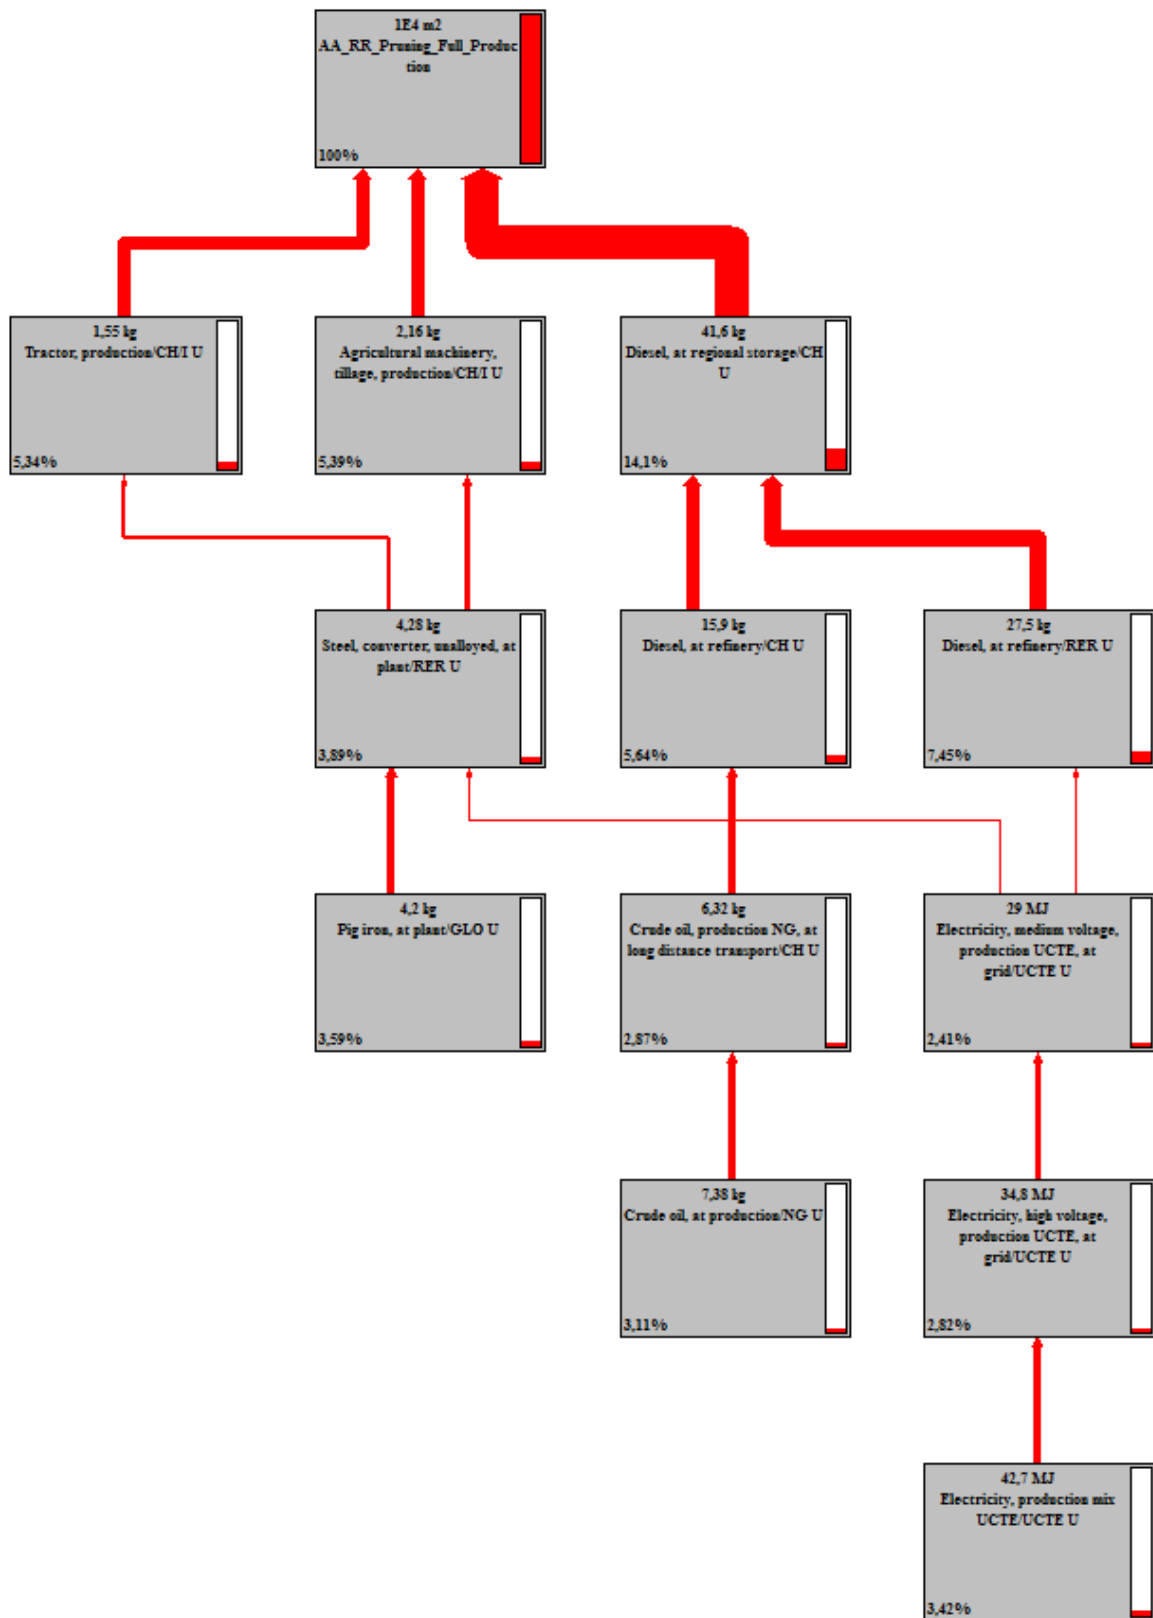 1E4 m2
AA_RR_Pruning_Full_Produc
tion
100%
1,55 kg
Tractor, production/CH/I U
5,34%
2,16 kg
Agricultural machinery,
tillage, production/CH/I U
5,39%
41,6 kg
Diesel, at regional storage/CH
U
14,1%
4,28 kg
Steel, converter, unalloyed, at
plant/RER U
3,89%
15,9 kg
Diesel, at refinery/CH U
5,64%
27,5 kg
Diesel, at refinery/RER U
7,45%
4,2 kg
Pig iron, at plant/GLO U
3,59%
6,32 kg
Crude oil, production NG, at
long distance transport/CH U
2,87%
29 MJ
Electricity, medium voltage,
production UCTE, at
grid/UCTE U
2,41%
7,38 kg
Crude oil, at production/NG U
3,11%
34,8 MJ
Electricity, high voltage,
production UCTE, at
grid/UCTE U
2,82%
42,7 MJ
Electricity, production mix
UCTE/UCTE U
3,42%